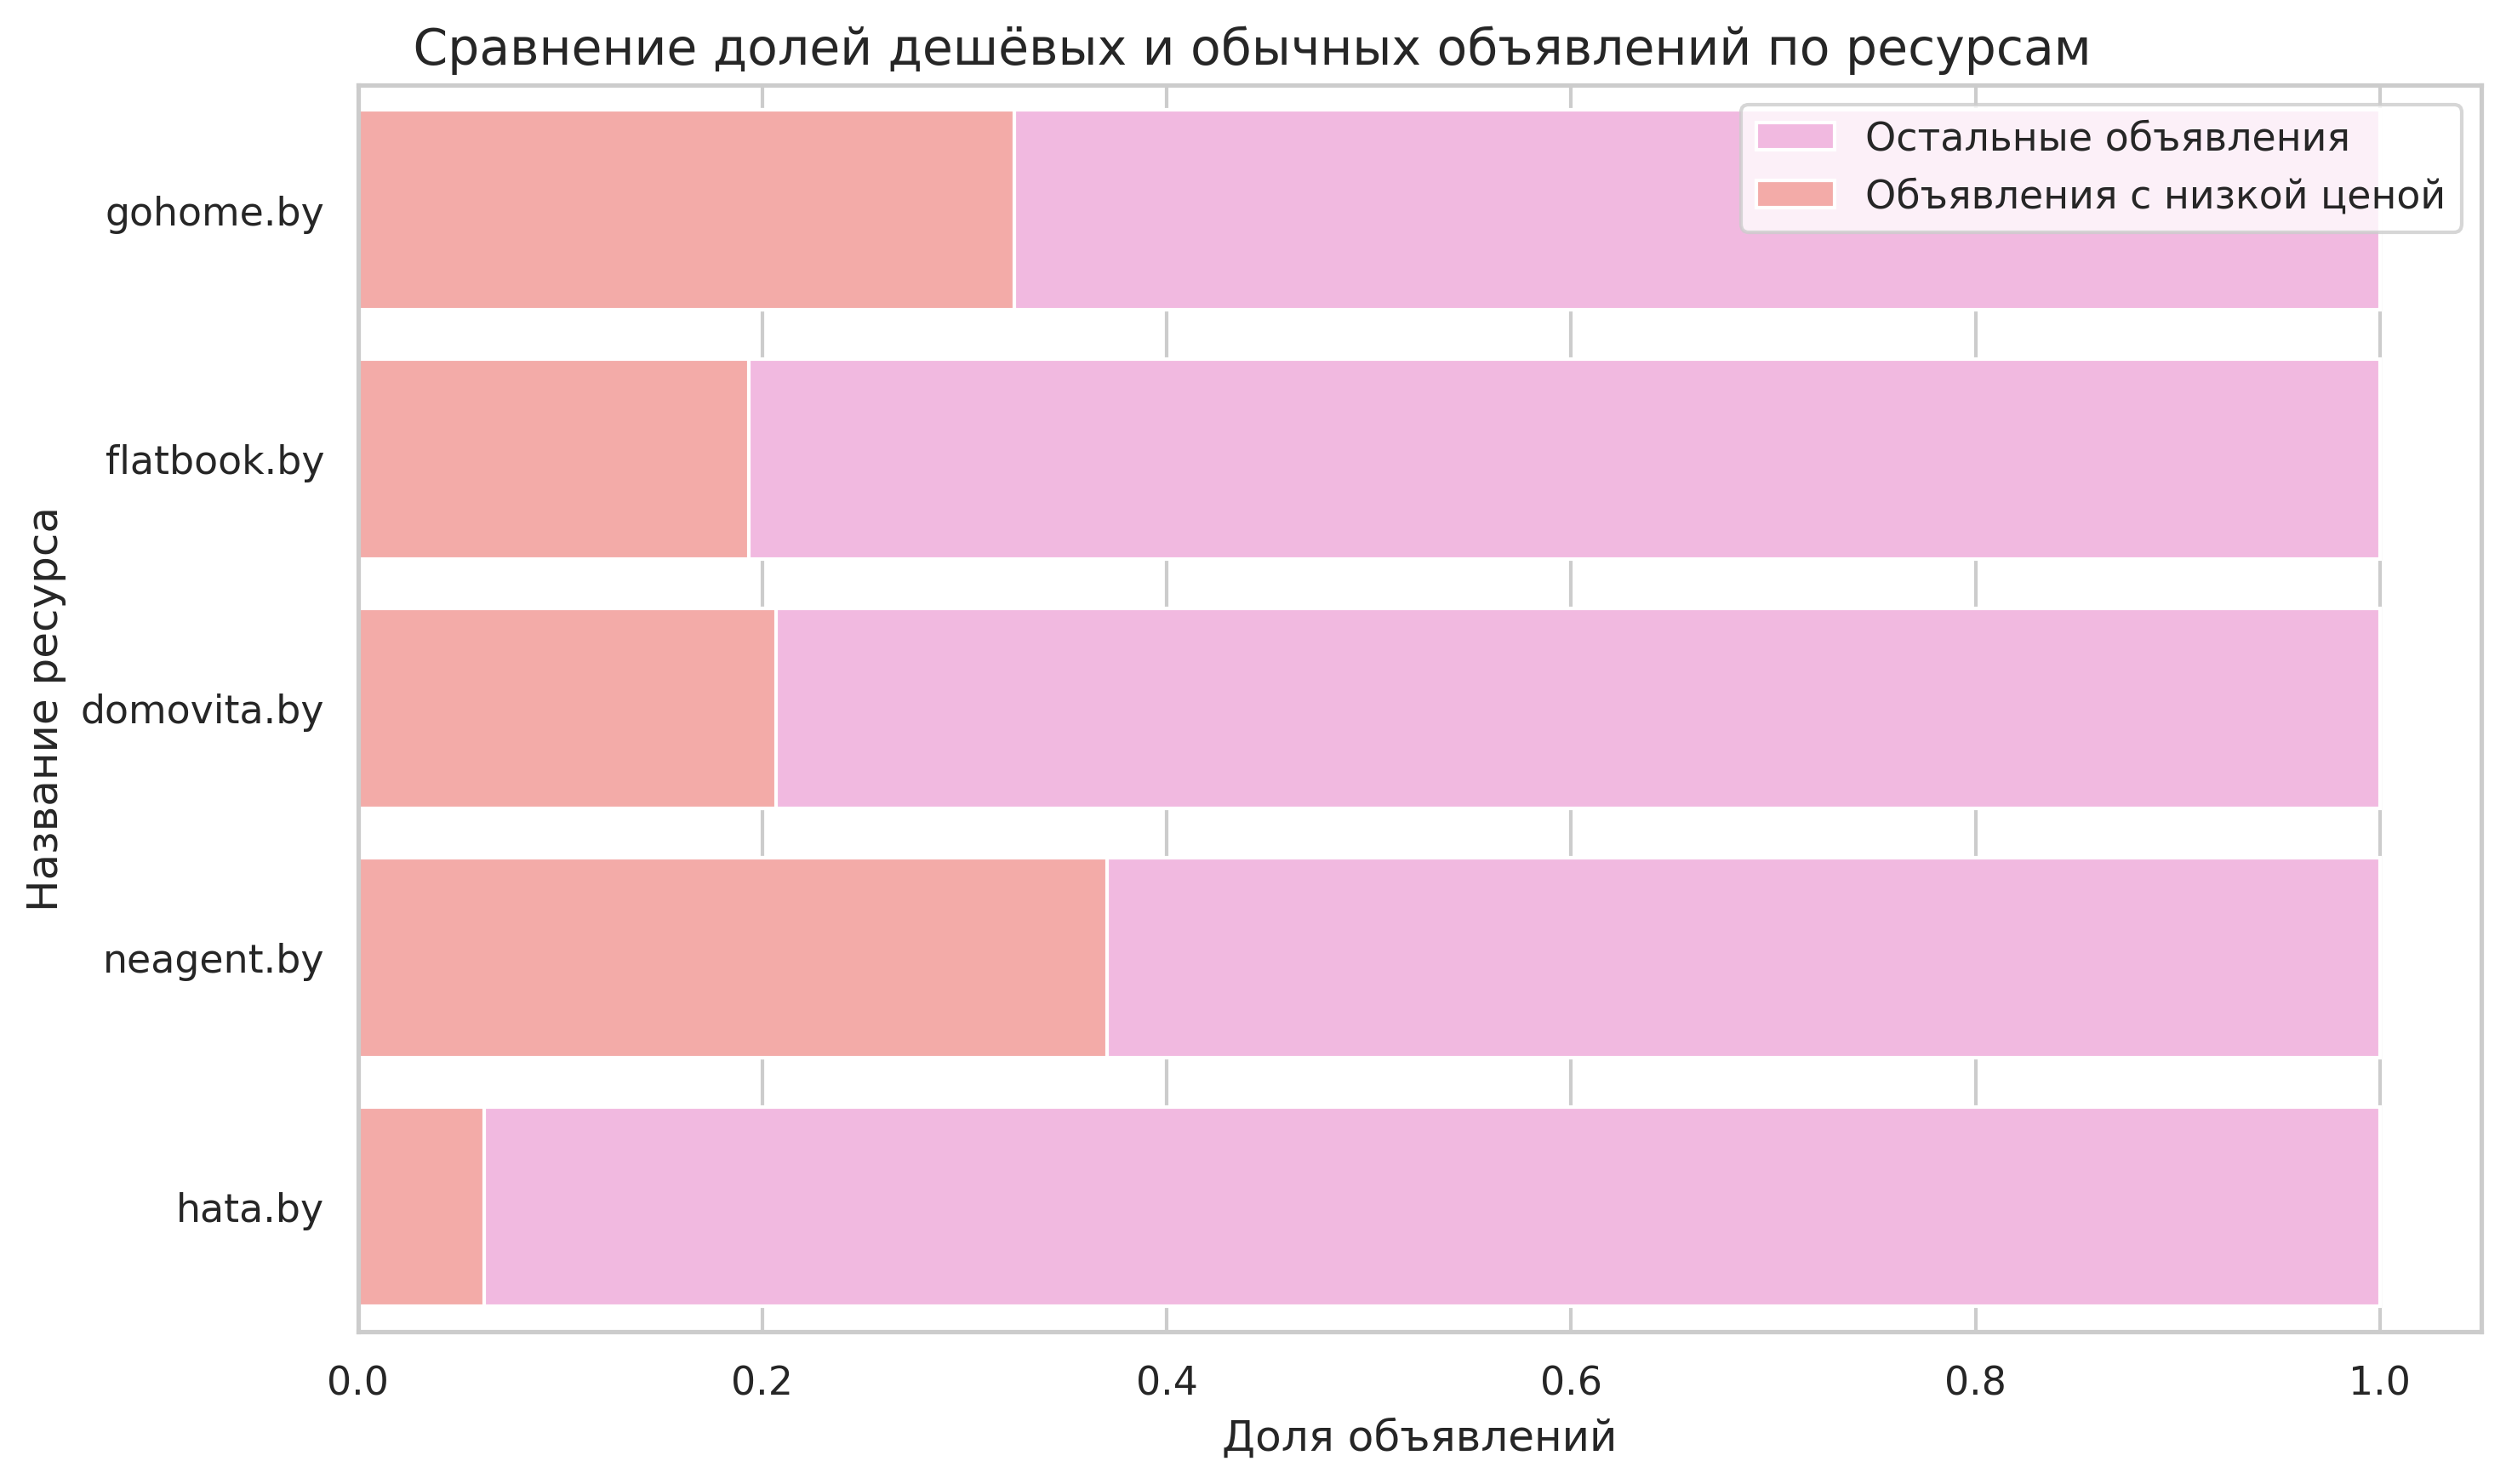 Сравнение долей дешёвых и обычных объявлений по ресурсам
Остальные объявления
Объявления с низкой ценой
Название ресурса
gohome.by
flatbook.by
domovita.by
neagent.by
hata.by
0.0 0.2 0.4 0.6 0.8 1.0
Доля объявлений